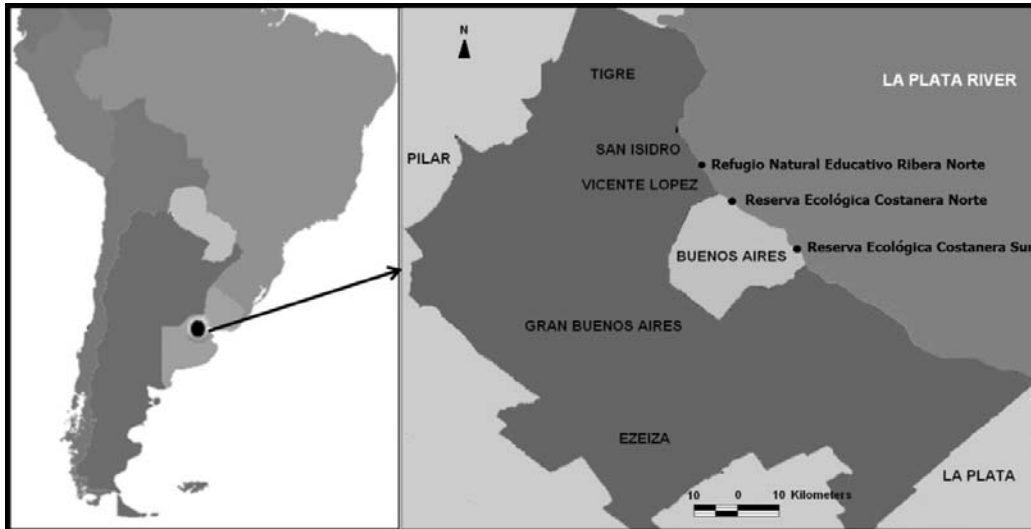 N
TIGRE
LA PLATA RIVER
PILAR
SAN ISIDRO
Refugio Natural Educativo Ribera Norte
VICENTE LOPEZ
Reserva Ecológica Costanera Norte
BUENOS AIRES
Reserva Ecológica Costanera Sur
GRAN BUENOS AIRES
EZEIZA
LA PLATA
10 0 10 Kilometers